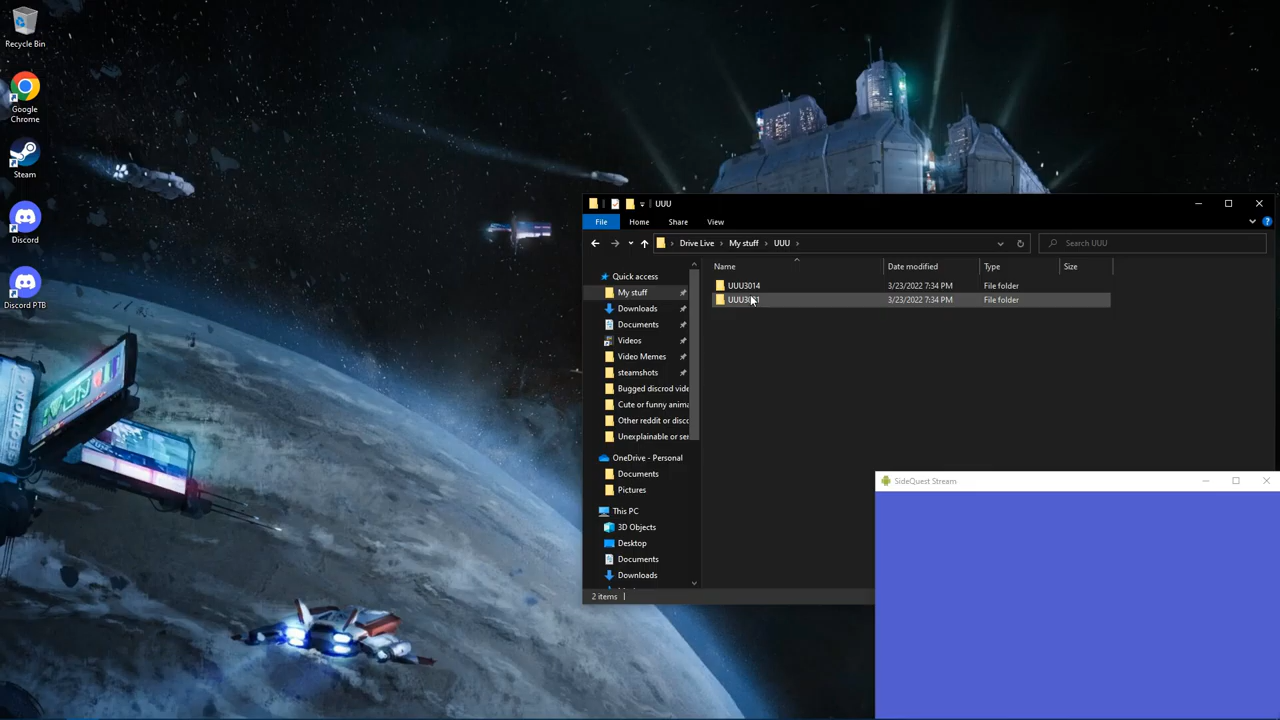 Recycle Bin
Google
Chrome
Steam
Discord
Discord PTB
SECTION
UUU
File
Home
Share
View
Drive Live
My stuff
UUU
Search UUU
Name
Date modified
Type
Size
UUU3014
3/23/2022 7:34 PM
File folder
3/23/2022 7:34 PM
File folder
Quick access
My stuff
Downloads
Documents
Videos
Video Memes
steamshots
Bugged discrod vide
Cute or funny anima
Other reddit or disco
Unexplainable or ser
OneDrive - Personal
Documents
Pictures
This PC
3D Objects
Desktop
Documents
Downloads
2 items
SideQuest Stream